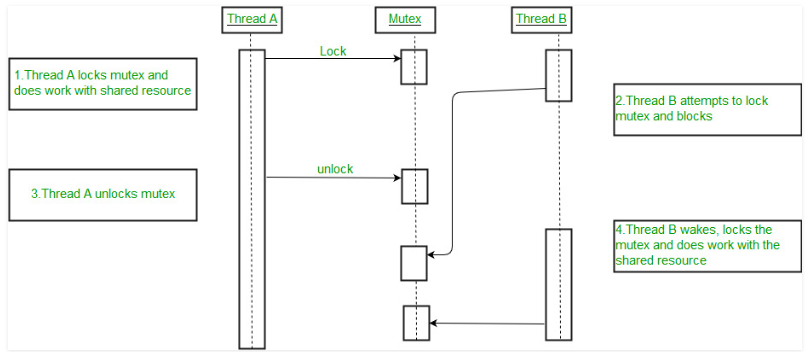 Thread A
Mutex
Thread B
Lock
1.Thread A locks mutex and
does work with shared resource
2.Thread B attempts to lock
mutex and blocks
unlock
3.Thread A unlocks mutex
4.Thread B wakes, locks the
mutex and does work with the
shared resource